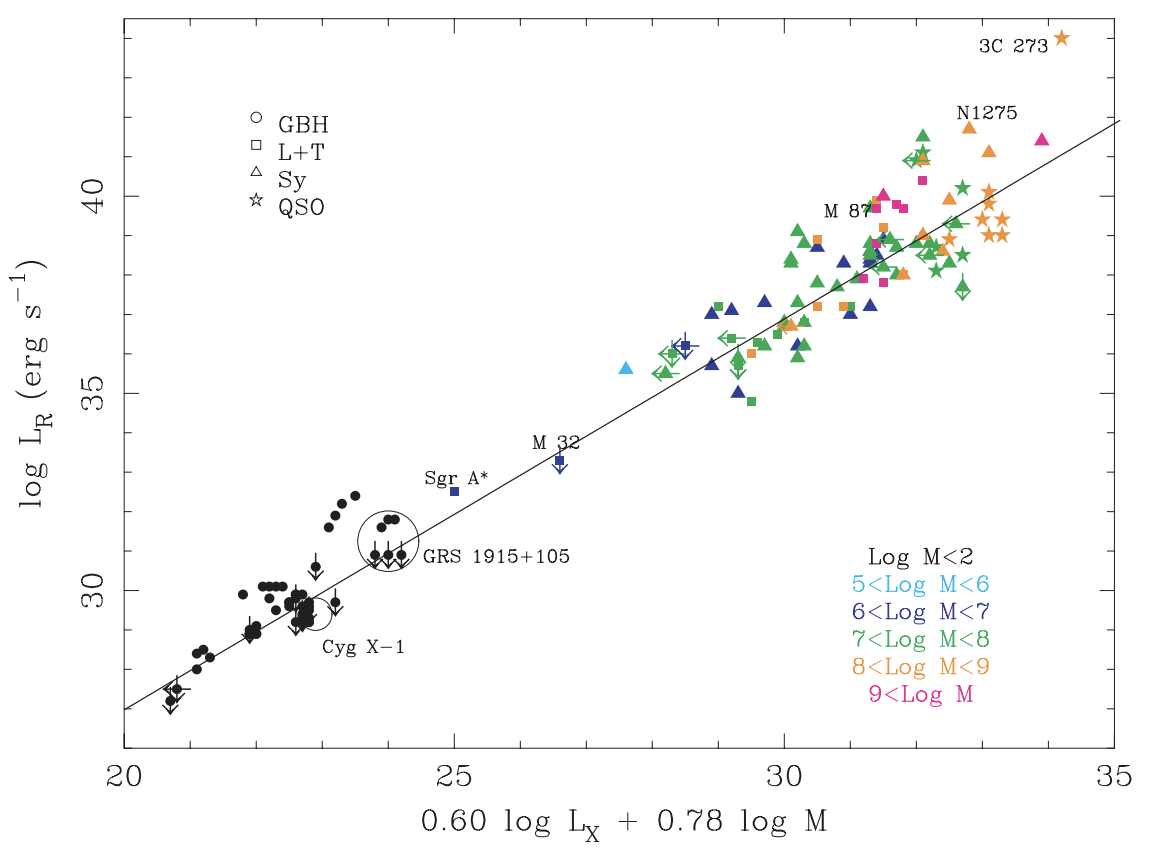 3C 273
N1275
GBH
L+T
Sy
QSO
M 87
40
log L_R (erg s^{-1})
35
M 32
Sgr A*
GRS 1915+105
30
Cyg X-1
Log M<2
5<Log M<6
6<Log M<7
7<Log M<8
8<Log M<9
9<Log M
20 25 30 35
0.60 log L_X + 0.78 log M